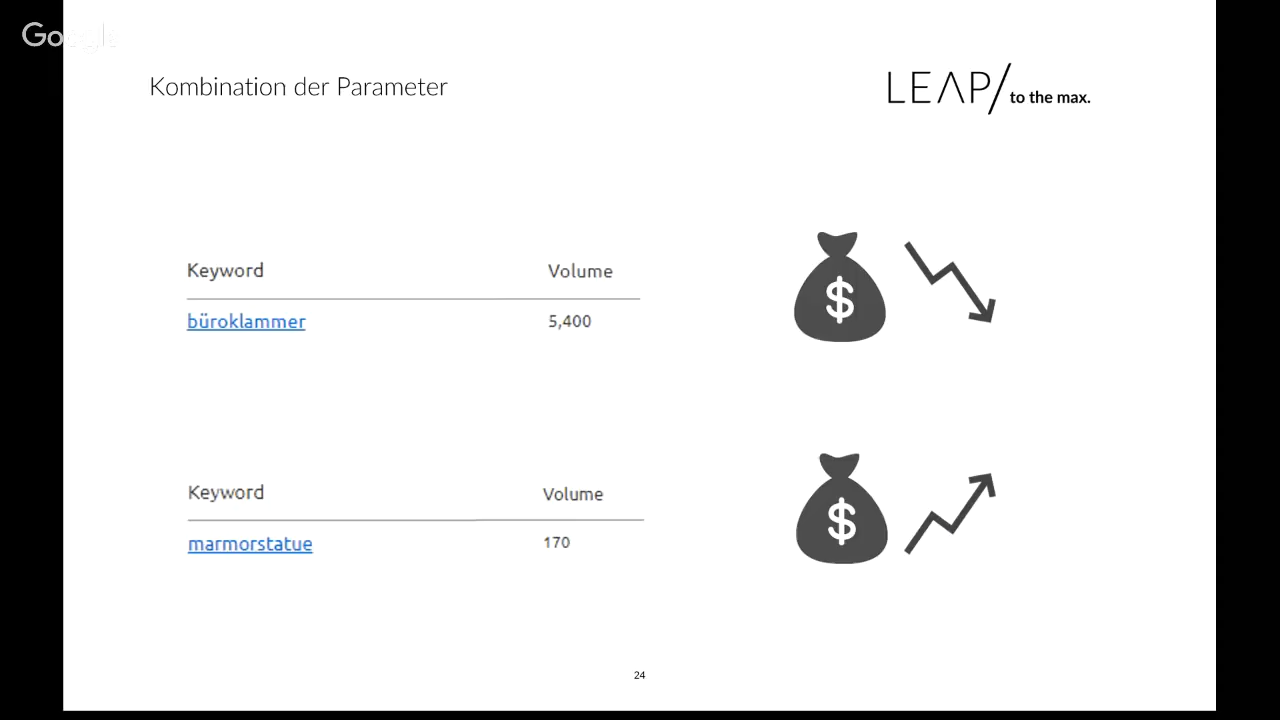 Google
Kombination der Parameter
LEAP/ to the max.
Keyword Volume
büroklammer 5,400
$
Keyword Volume
marmorstatue 170
$
24